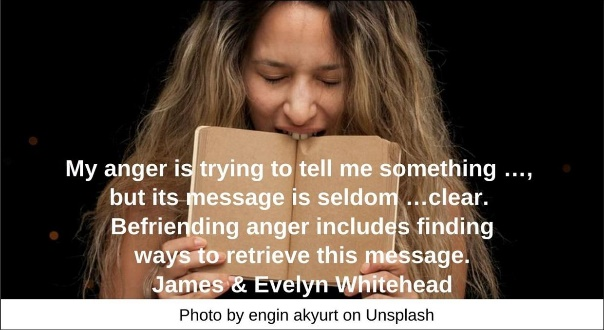 My anger is trying to tell me something …,
but its message is seldom …clear.
Befriending anger includes finding
ways to retrieve this message.
James & Evelyn Whitehead
Photo by engin akyurt on Unsplash